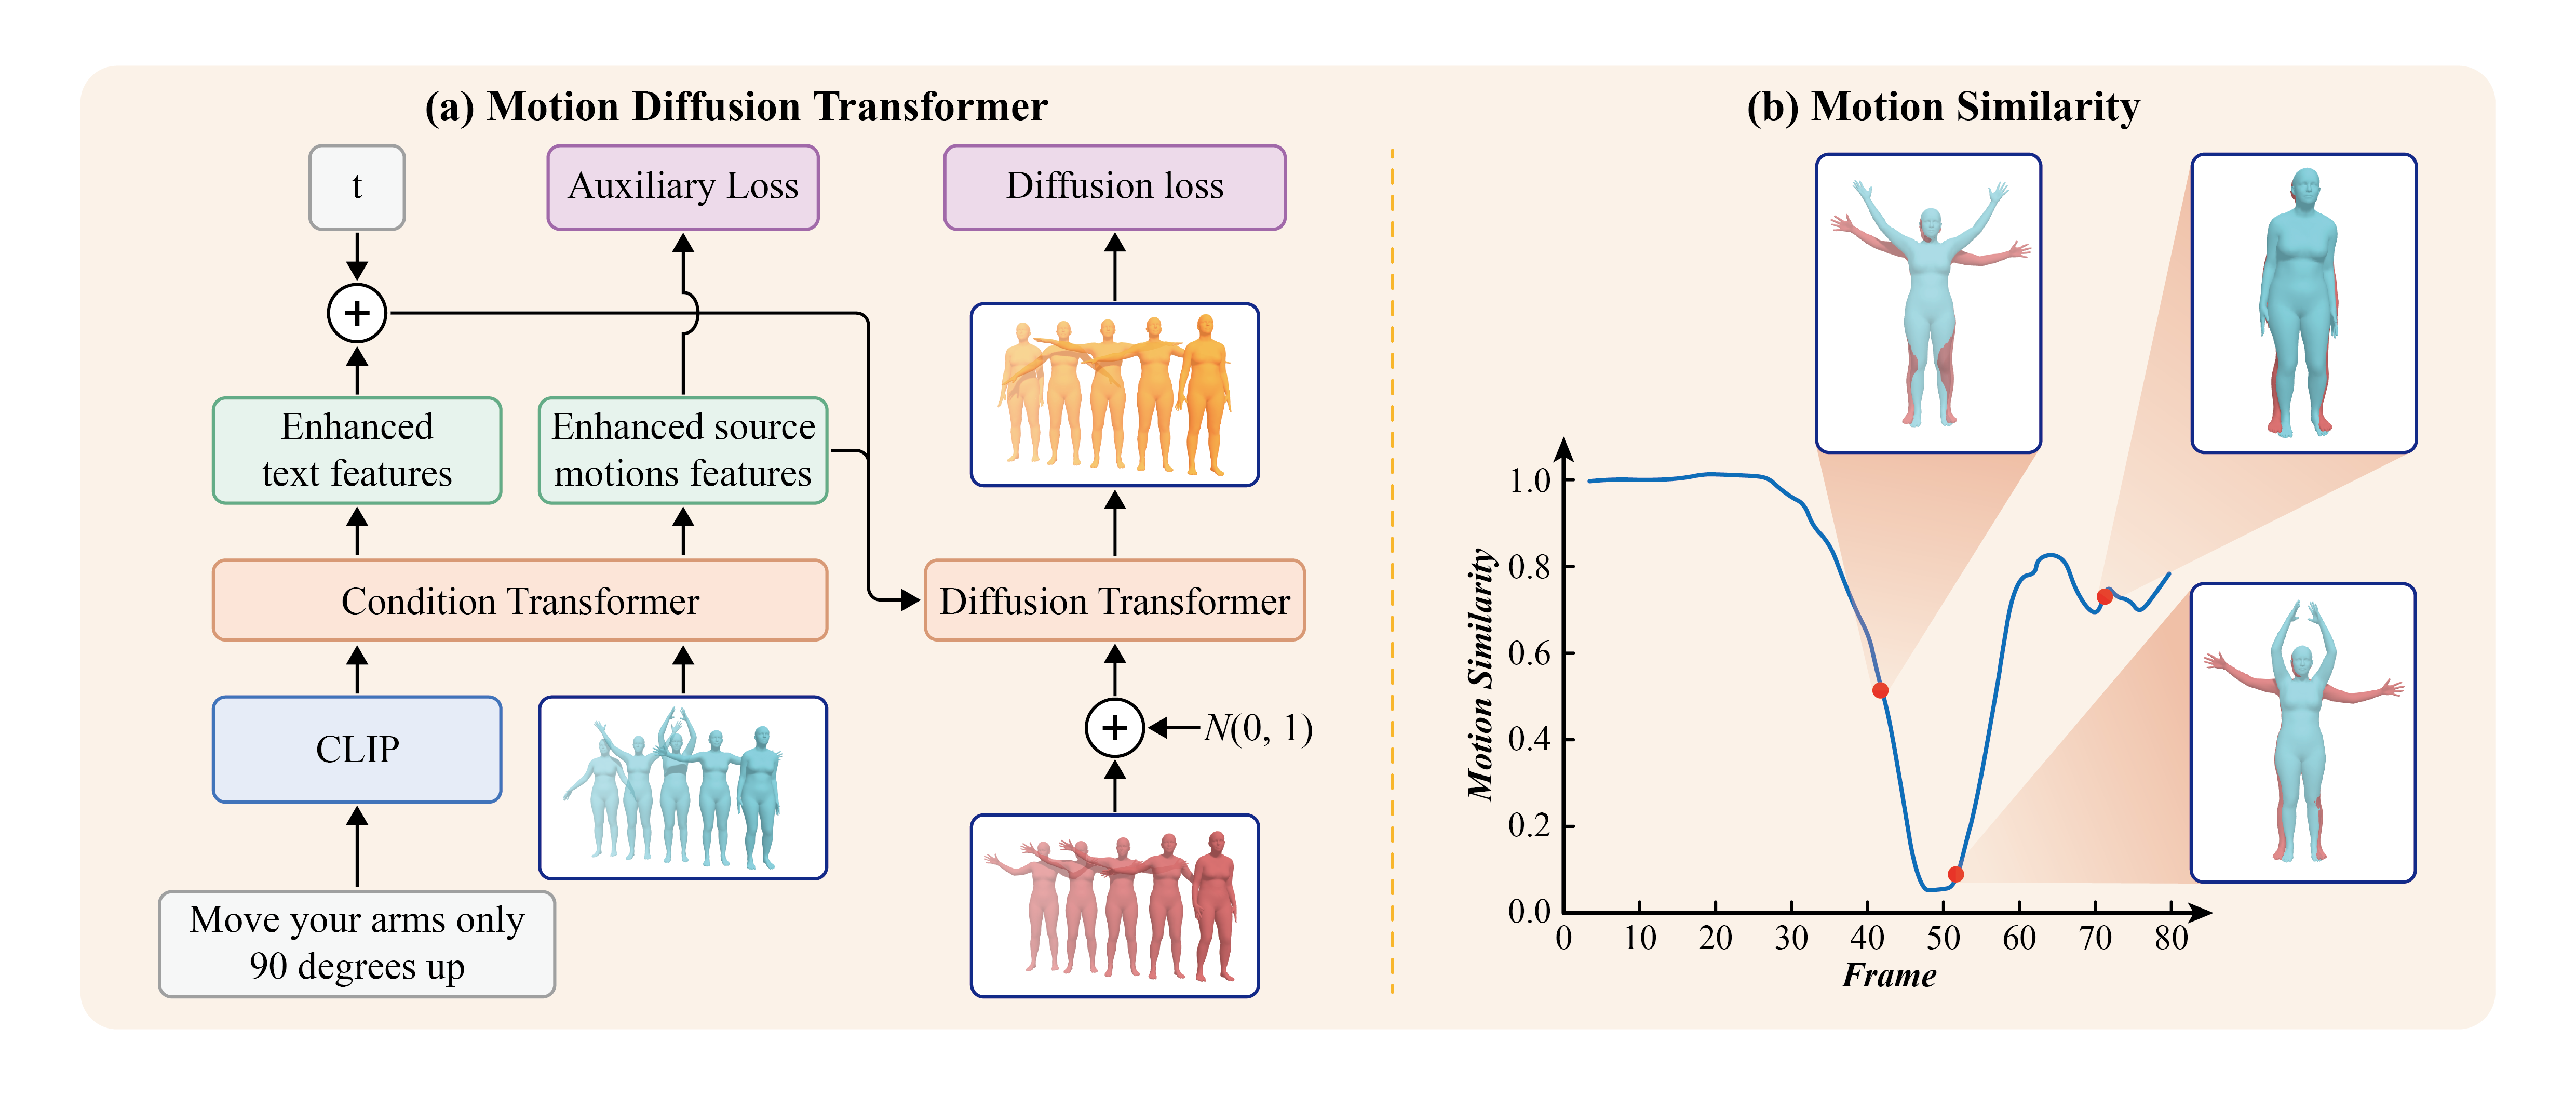 (a) Motion Diffusion Transformer
t
Auxiliary Loss
Diffusion loss
+
Enhanced
text features
Enhanced source
motions features
Condition Transformer
Diffusion Transformer
CLIP
+
N(0, 1)
Move your arms only
90 degrees up
(b) Motion Similarity
Motion Similarity
1.0
0.8
0.6
0.4
0.2
0.0
0 10 20 30 40 50 60 70 80
Frame